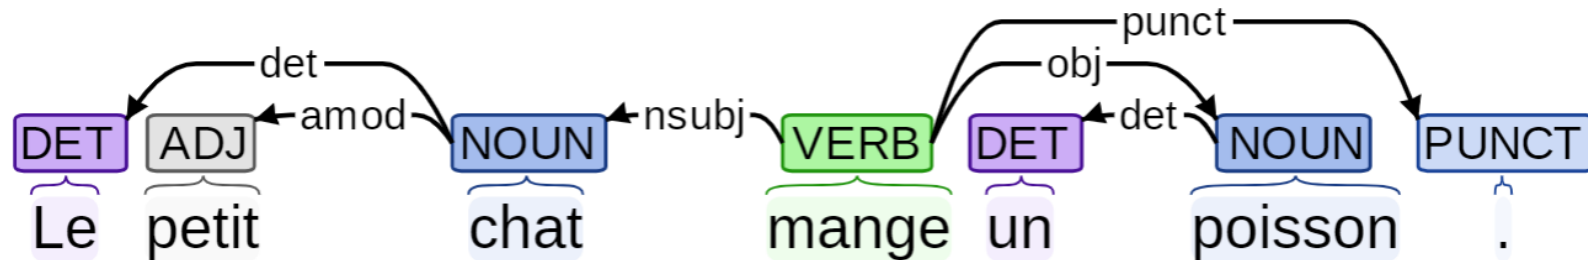 punct
det obj
amod nsubj det
DET ADJ NOUN VERB DET NOUN PUNCT
Le petit chat mange un poisson .